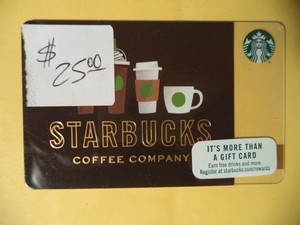 $
25.00
STARBUCKS
COFFEE COMPANY
IT'S MORE THAN
A GIFT CARD
Earn free drinks and more.
Register at starbucks.com/rewards